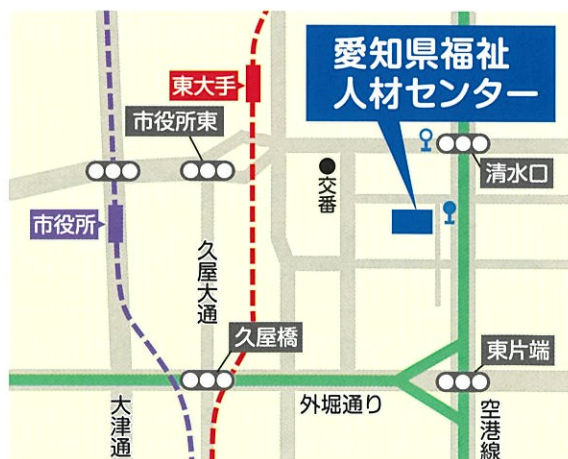 愛知県福祉
人材センター
東大手
市役所東
清水口
交番
市役所
久屋大通
久屋橋
東片端
外堀通り
大津通
空港線